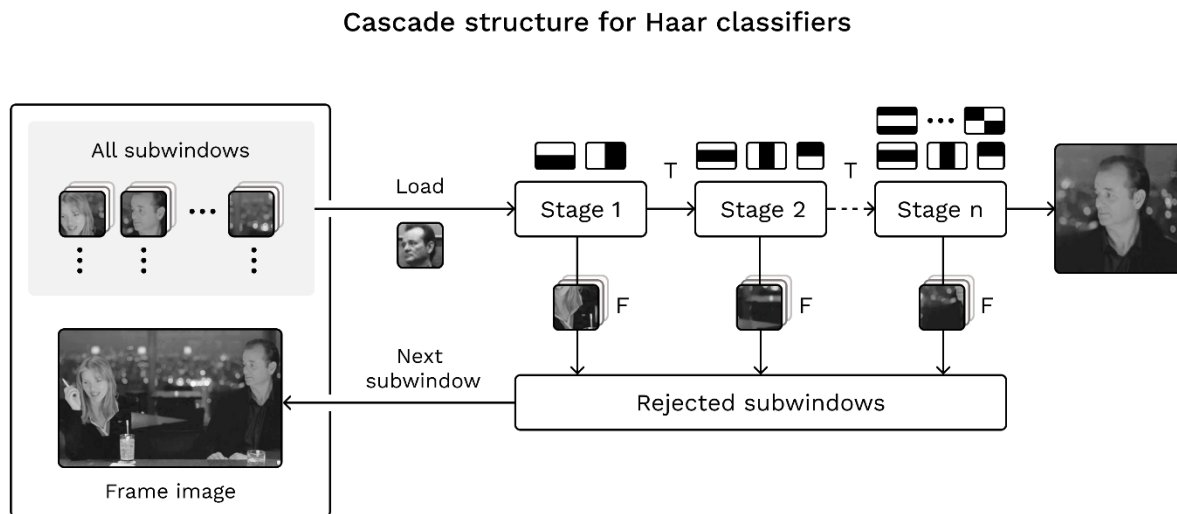 Cascade structure for Haar classifiers
All subwindows
Load
T
T
Stage 1
Stage 2
Stage n
F
F
F
Next
subwindow
Rejected subwindows
Frame image